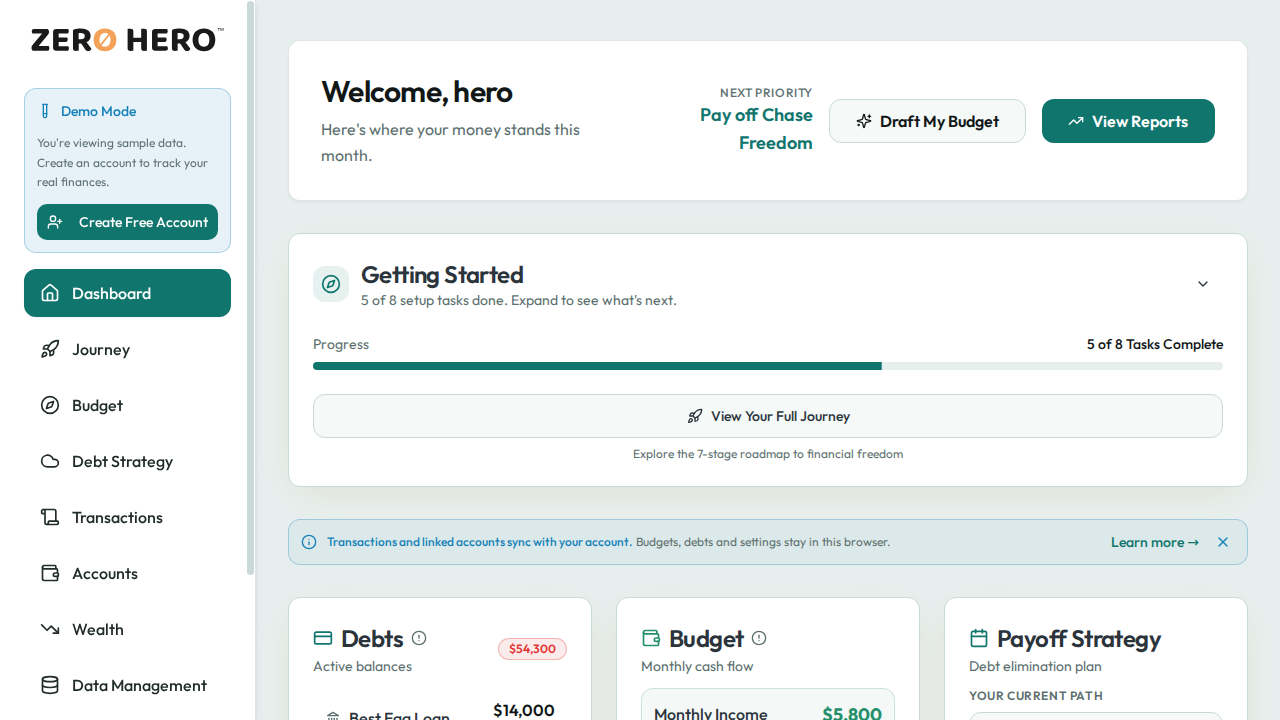 ZERO HERO™
Demo Mode
You're viewing sample data.
Create an account to track your
real finances.
Create Free Account
Dashboard
Journey
Budget
Debt Strategy
Transactions
Accounts
Wealth
Data Management
Welcome, hero
Here's where your money stands this
month.
NEXT PRIORITY
Pay off Chase
Freedom
Draft My Budget
View Reports
Getting Started
5 of 8 setup tasks done. Expand to see what's next.
Progress
5 of 8 Tasks Complete
View Your Full Journey
Explore the 7-stage roadmap to financial freedom
Transactions and linked accounts sync with your account. Budgets, debts and settings stay in this browser.
Learn more →
Debts
$54,300
Active balances
Best Egg Loan
$14,000
Budget
Monthly cash flow
Monthly Income
$5,800
Payoff Strategy
Debt elimination plan
YOUR CURRENT PATH